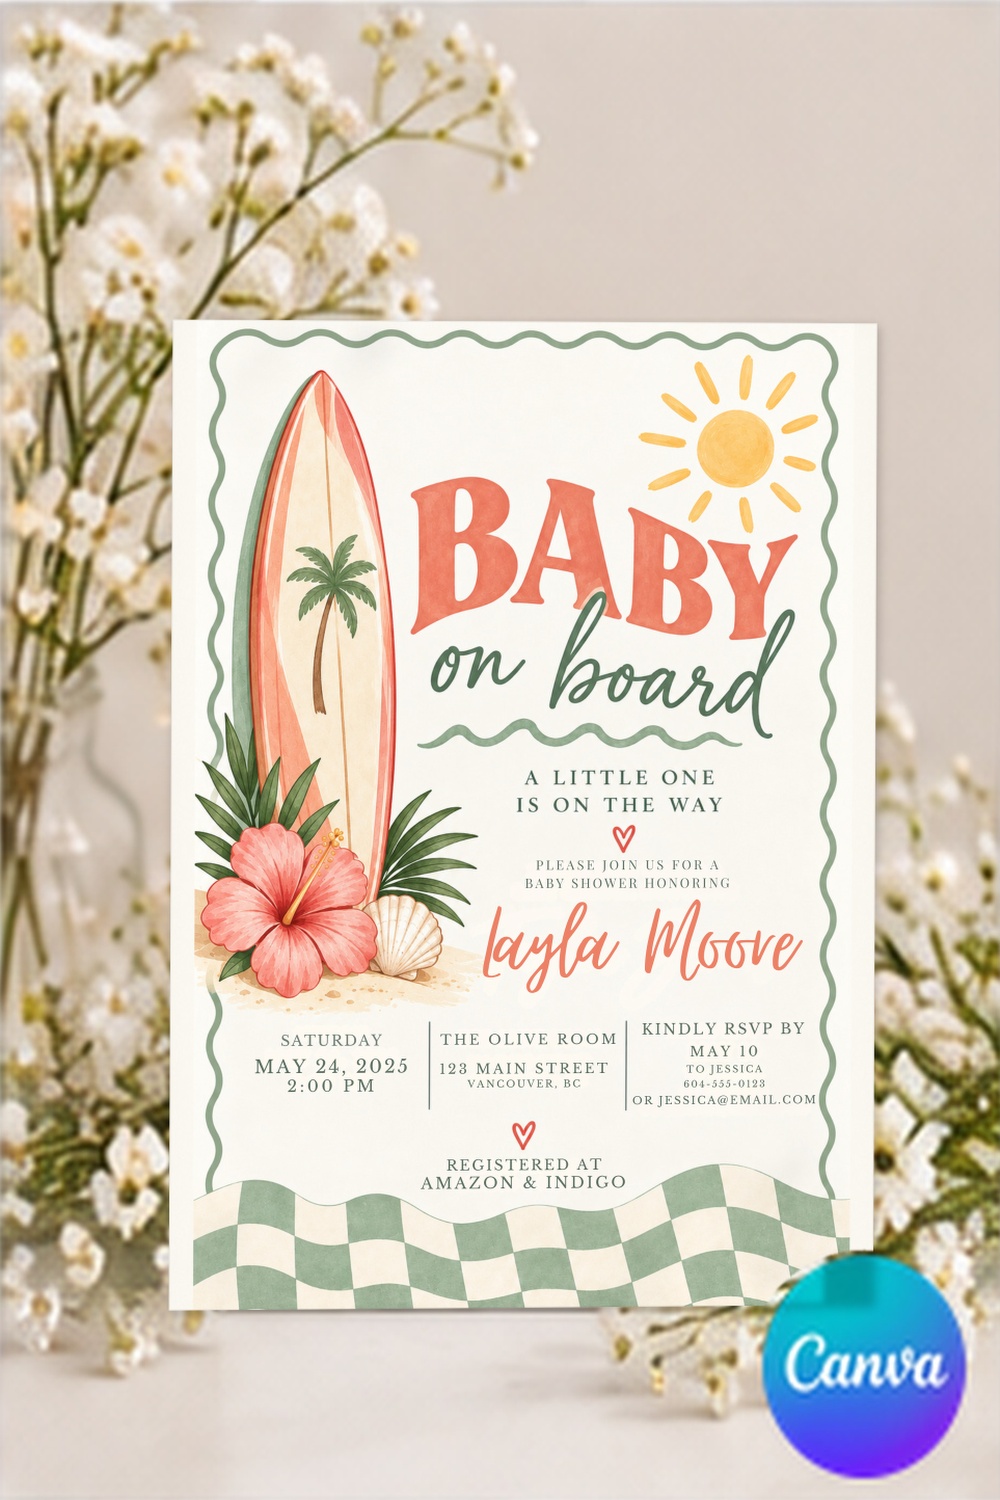 BABY
on board
A LITTLE ONE
IS ON THE WAY
PLEASE JOIN US FOR A
BABY SHOWER HONORING
Layla Moore
SATURDAY
MAY 24, 2025
2:00 PM
THE OLIVE ROOM
123 MAIN STREET
VANCOUVER, BC
KINDLY RSVP BY
MAY 10
TO JESSICA
604-555-0123
OR JESSICA@EMAIL.COM
REGISTERED AT
AMAZON & INDIGO
Canva